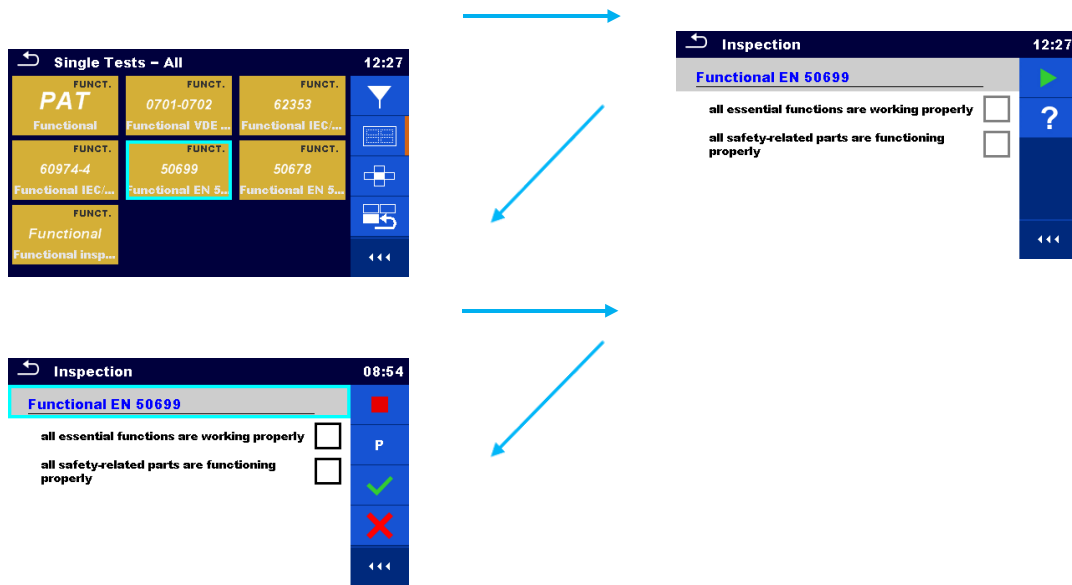 Single Tests – All 12:27
FUNCT. FUNCT. FUNCT.
PAT 0701-0702 62353
Functional Functional VDE ... Functional IEC/...
FUNCT. FUNCT. FUNCT.
60974-4 50699 50678
Functional IEC/... Functional EN 5... Functional EN 5...
FUNCT.
Functional
Functional insp...
Inspection 12:27
Functional EN 50699
all essential functions are working properly
all safety-related parts are functioning
properly
?
Inspection 08:54
Functional EN 50699
all essential functions are working properly
P
all safety-related parts are functioning
properly